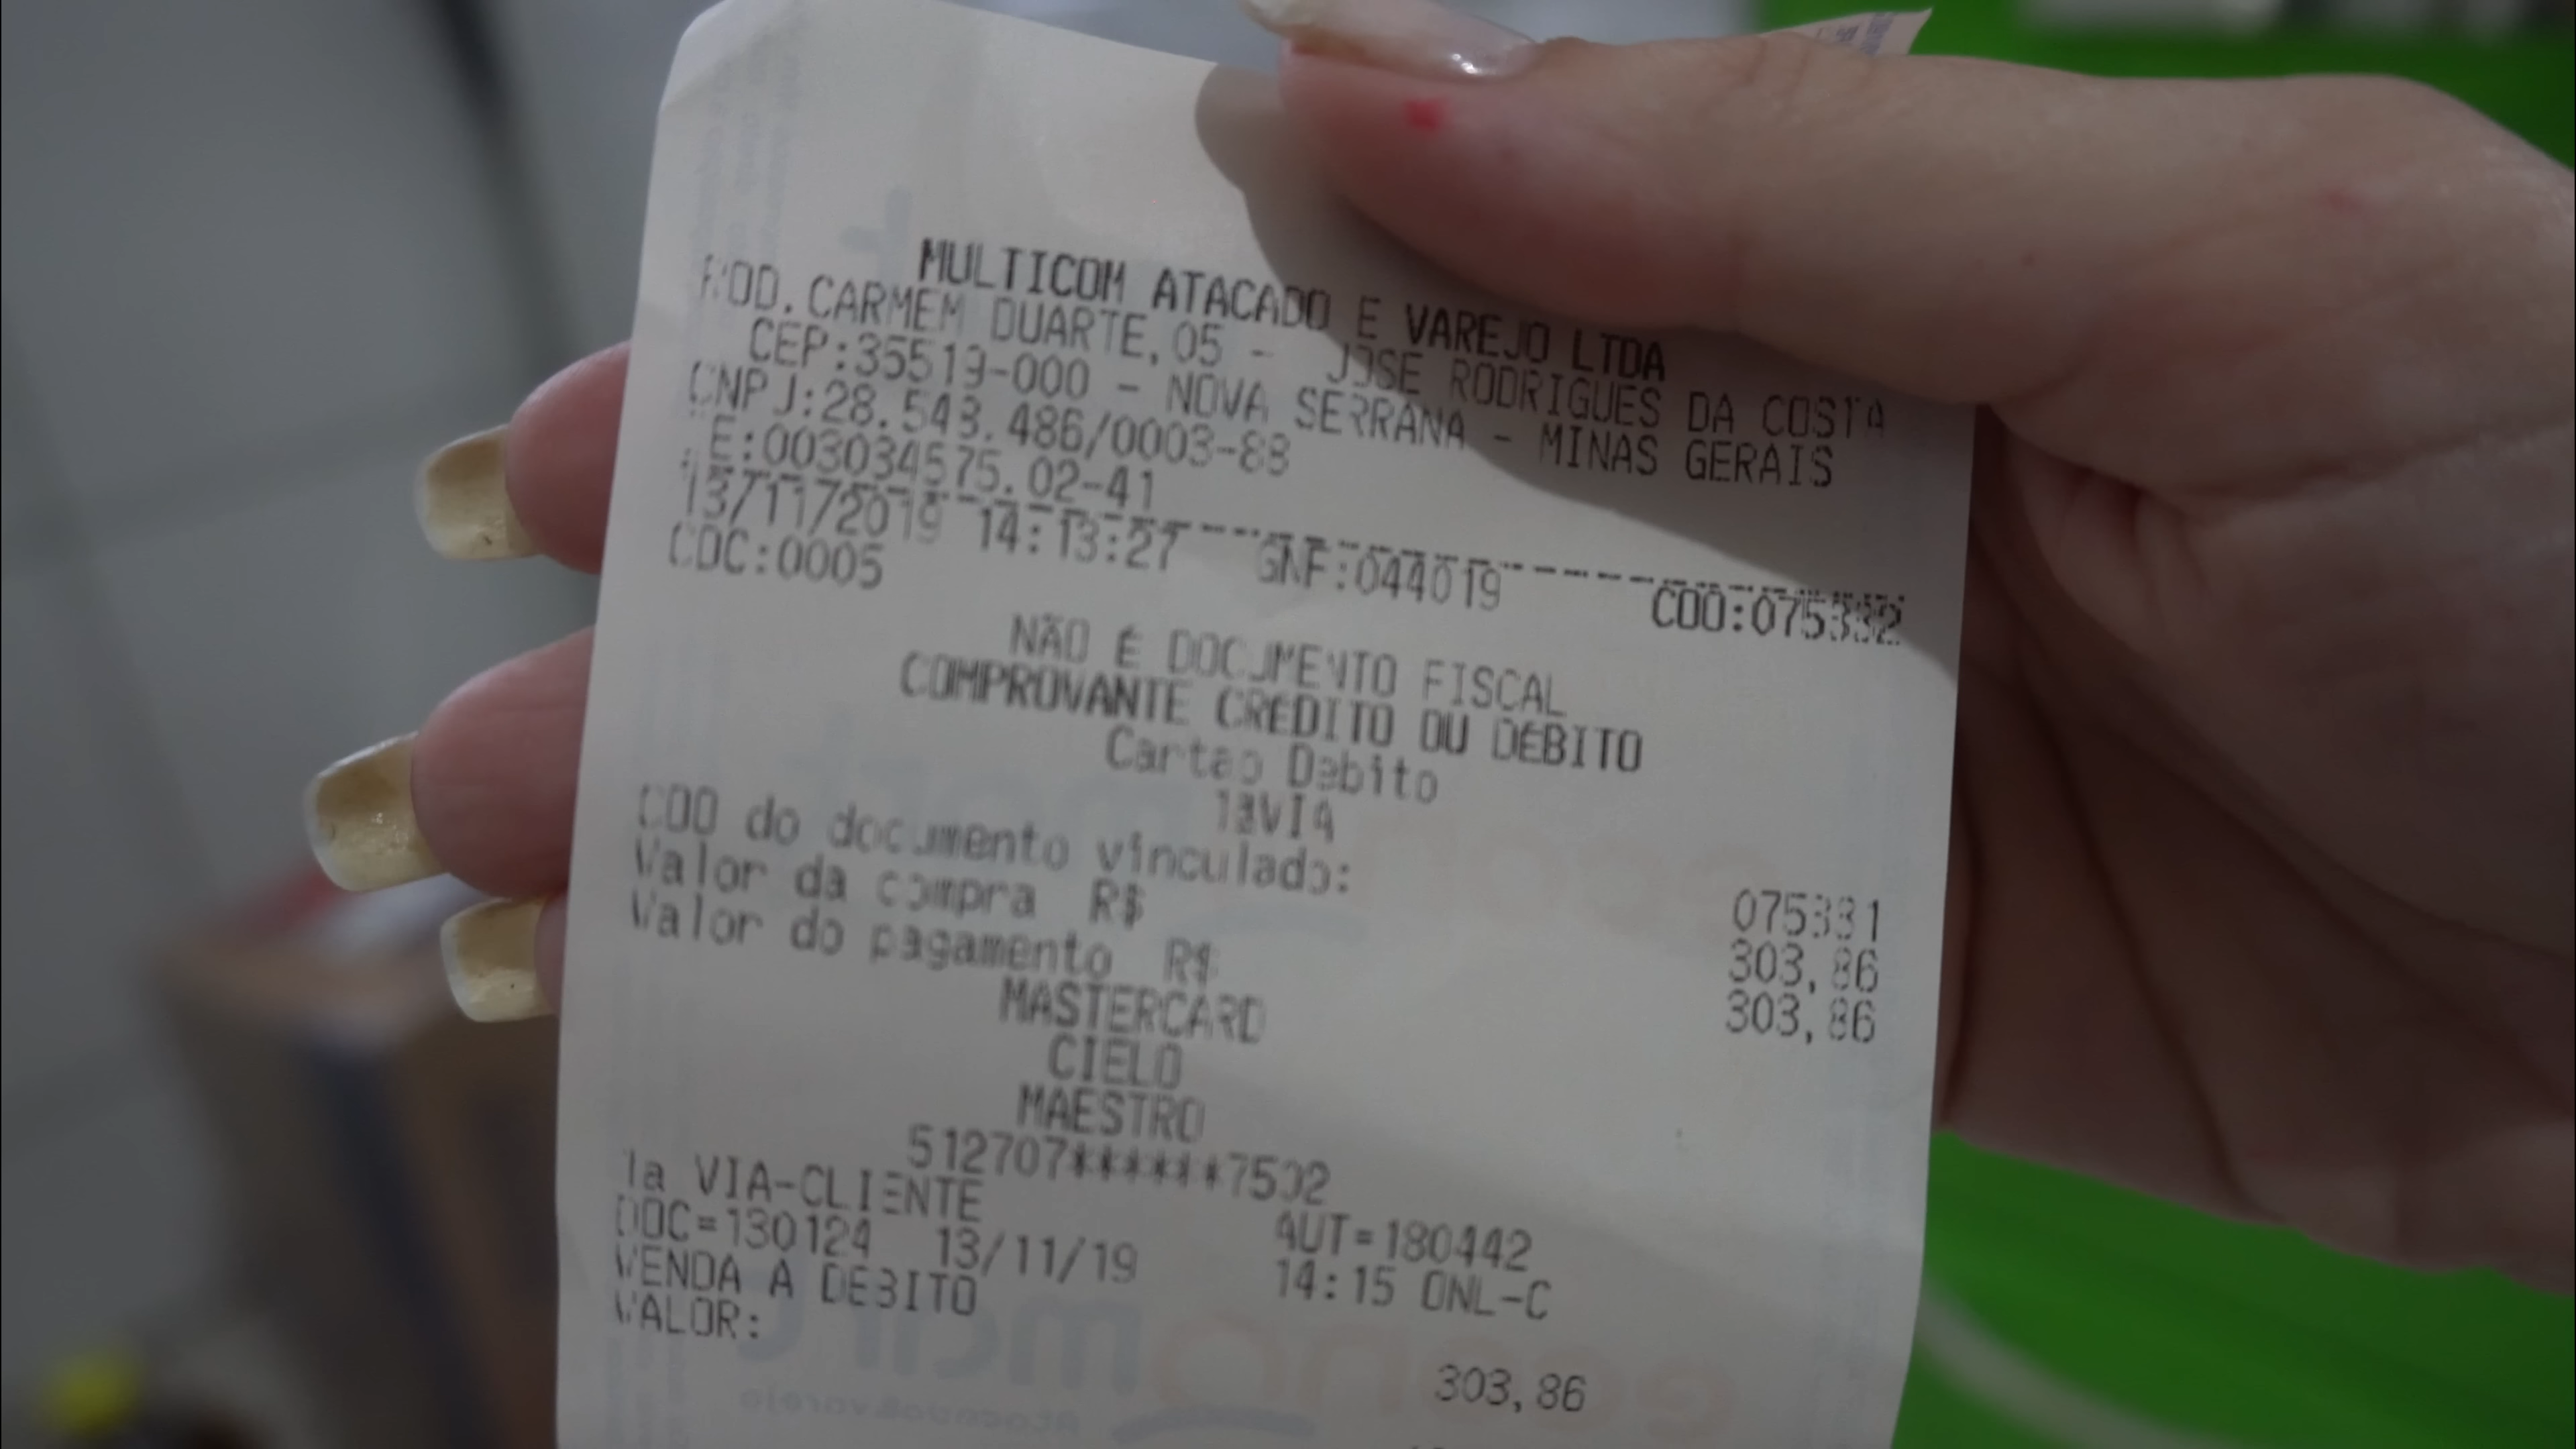 MULTICOM ATACADO E VAREJO LTDA
ROD.CARMEM DUARTE,05 - JOSE RODRIGUES DA COSTA
CEP:35519-000 - NOVA SERRANA - MINAS GERAIS
CNPJ:28.543.486/0003-88
IE:003034575.02-41
13/11/2019 14:13:27 GNF:044019 COO:075332
CDC:0005
NÃO É DOCUMENTO FISCAL
COMPROVANTE CRÉDITO OU DÉBITO
Cartao Debito
1ªVIA
COO do documento vinculado: 075331
Valor da compra R$ 303,86
Valor do pagamento R$ 303,86
MASTERCARD
CIELO
MAESTRO
512707******7502
1a VIA-CLIENTE
DOC=130124 13/11/19 AUT=180442
VENDA A DEBITO 14:15 ONL-C
VALOR: 303,86